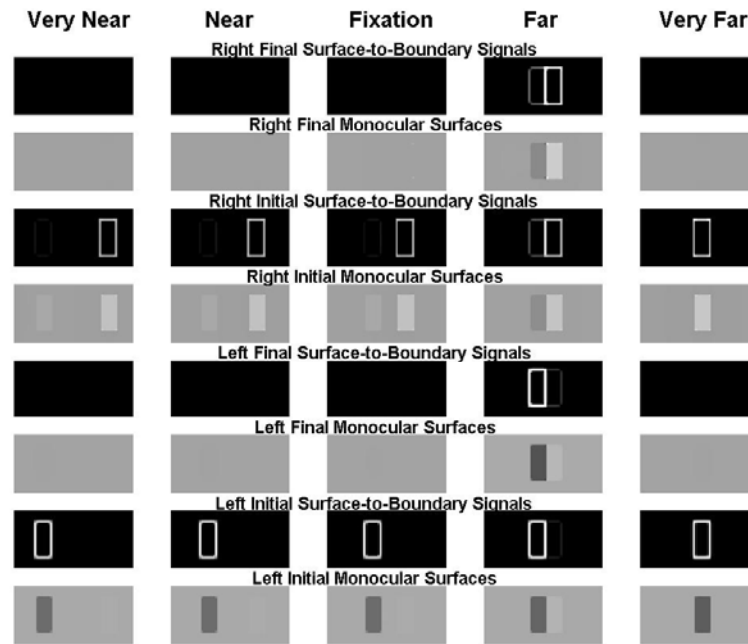 Very Near Near Fixation Far Very Far
Right Final Surface-to-Boundary Signals
Right Final Monocular Surfaces
Right Initial Surface-to-Boundary Signals
Right Initial Monocular Surfaces
Left Final Surface-to-Boundary Signals
Left Final Monocular Surfaces
Left Initial Surface-to-Boundary Signals
Left Initial Monocular Surfaces